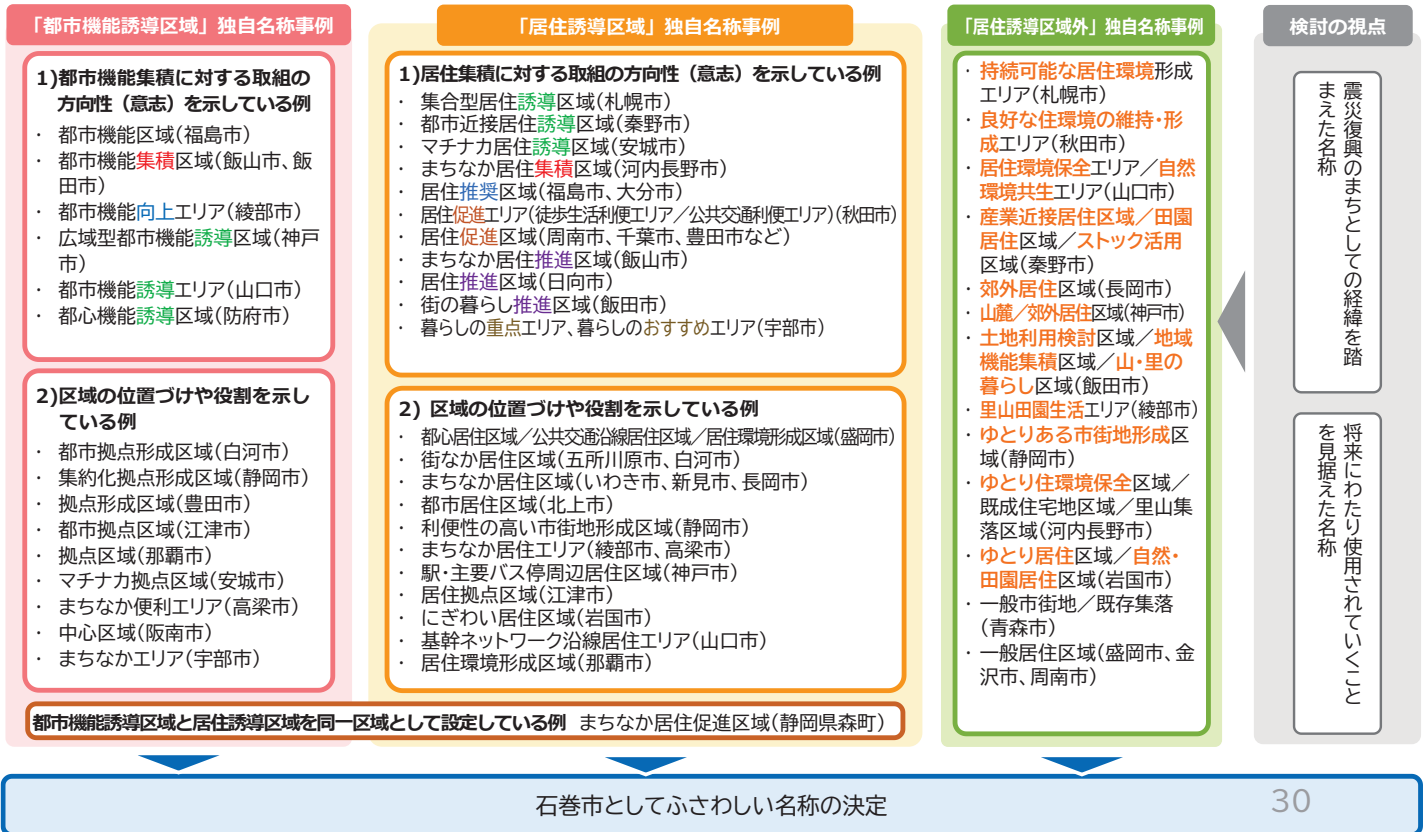 「都市機能誘導区域」独自名称事例
1)都市機能集積に対する取組の
方向性（意志）を示している例
・ 都市機能区域(福島市)
・ 都市機能集積区域(飯山市、飯
田市)
・ 都市機能向上エリア(綾部市)
・ 広域型都市機能誘導区域(神戸
市)
・ 都市機能誘導エリア(山口市)
・ 都心機能誘導区域(防府市)
2)区域の位置づけや役割を示し
ている例
・ 都市拠点形成区域(白河市)
・ 集約化拠点形成区域(静岡市)
・ 拠点形成区域(豊田市)
・ 都市拠点区域(江津市)
・ 拠点区域(那覇市)
・ マチナカ拠点区域(安城市)
・ まちなか便利エリア(高梁市)
・ 中心区域(阪南市)
・ まちなかエリア(宇部市)
「居住誘導区域」独自名称事例
1)居住集積に対する取組の方向性（意志）を示している例
・ 集合型居住誘導区域(札幌市)
・ 都市近接居住誘導区域(秦野市)
・ マチナカ居住誘導区域(安城市)
・ まちなか居住集積区域(河内長野市)
・ 居住推奨区域(福島市、大分市)
・ 居住促進エリア(徒歩生活利便エリア／公共交通利便エリア)(秋田市)
・ 居住促進区域(周南市、千葉市、豊田市など)
・ まちなか居住推進区域(飯山市)
・ 居住推進区域(日向市)
・ 街の暮らし推進区域(飯田市)
・ 暮らしの重点エリア、暮らしのおすすめエリア(宇部市)
2) 区域の位置づけや役割を示している例
・ 都心居住区域／公共交通沿線居住区域／居住環境形成区域(盛岡市)
・ 街なか居住区域(五所川原市、白河市)
・ まちなか居住区域(いわき市、新見市、長岡市)
・ 都市居住区域(北上市)
・ 利便性の高い市街地形成区域(静岡市)
・ まちなか居住エリア(綾部市、高梁市)
・ 駅・主要バス停周辺居住区域(神戸市)
・ 居住拠点区域(江津市)
・ にぎわい居住区域(岩国市)
・ 基幹ネットワーク沿線居住エリア(山口市)
・ 居住環境形成区域(那覇市)
都市機能誘導区域と居住誘導区域を同一区域として設定している例 まちなか居住促進区域(静岡県森町)
「居住誘導区域外」独自名称事例
・ 持続可能な居住環境形成
エリア(札幌市)
・ 良好な住環境の維持・形
成エリア(秋田市)
・ 居住環境保全エリア／自然
環境共生エリア(山口市)
・ 産業近接居住区域／田園
居住区域／ストック活用
区域(秦野市)
・ 郊外居住区域(長岡市)
・ 山麓／郊外居住区域(神戸市)
・ 土地利用検討区域／地域
機能集積区域／山・里の
暮らし区域(飯田市)
・ 里山田園生活エリア(綾部市)
・ ゆとりある市街地形成区
域(静岡市)
・ ゆとり住環境保全区域／
既成住宅地区域／里山集
落区域(河内長野市)
・ ゆとり居住区域／自然・
田園居住区域(岩国市)
・ 一般市街地／既存集落
(青森市)
・ 一般居住区域(盛岡市、金
沢市、周南市)
検討の視点
震災復興のまちとしての経緯を踏
まえた名称
将来にわたり使用されていくこと
を見据えた名称
石巻市としてふさわしい名称の決定
30